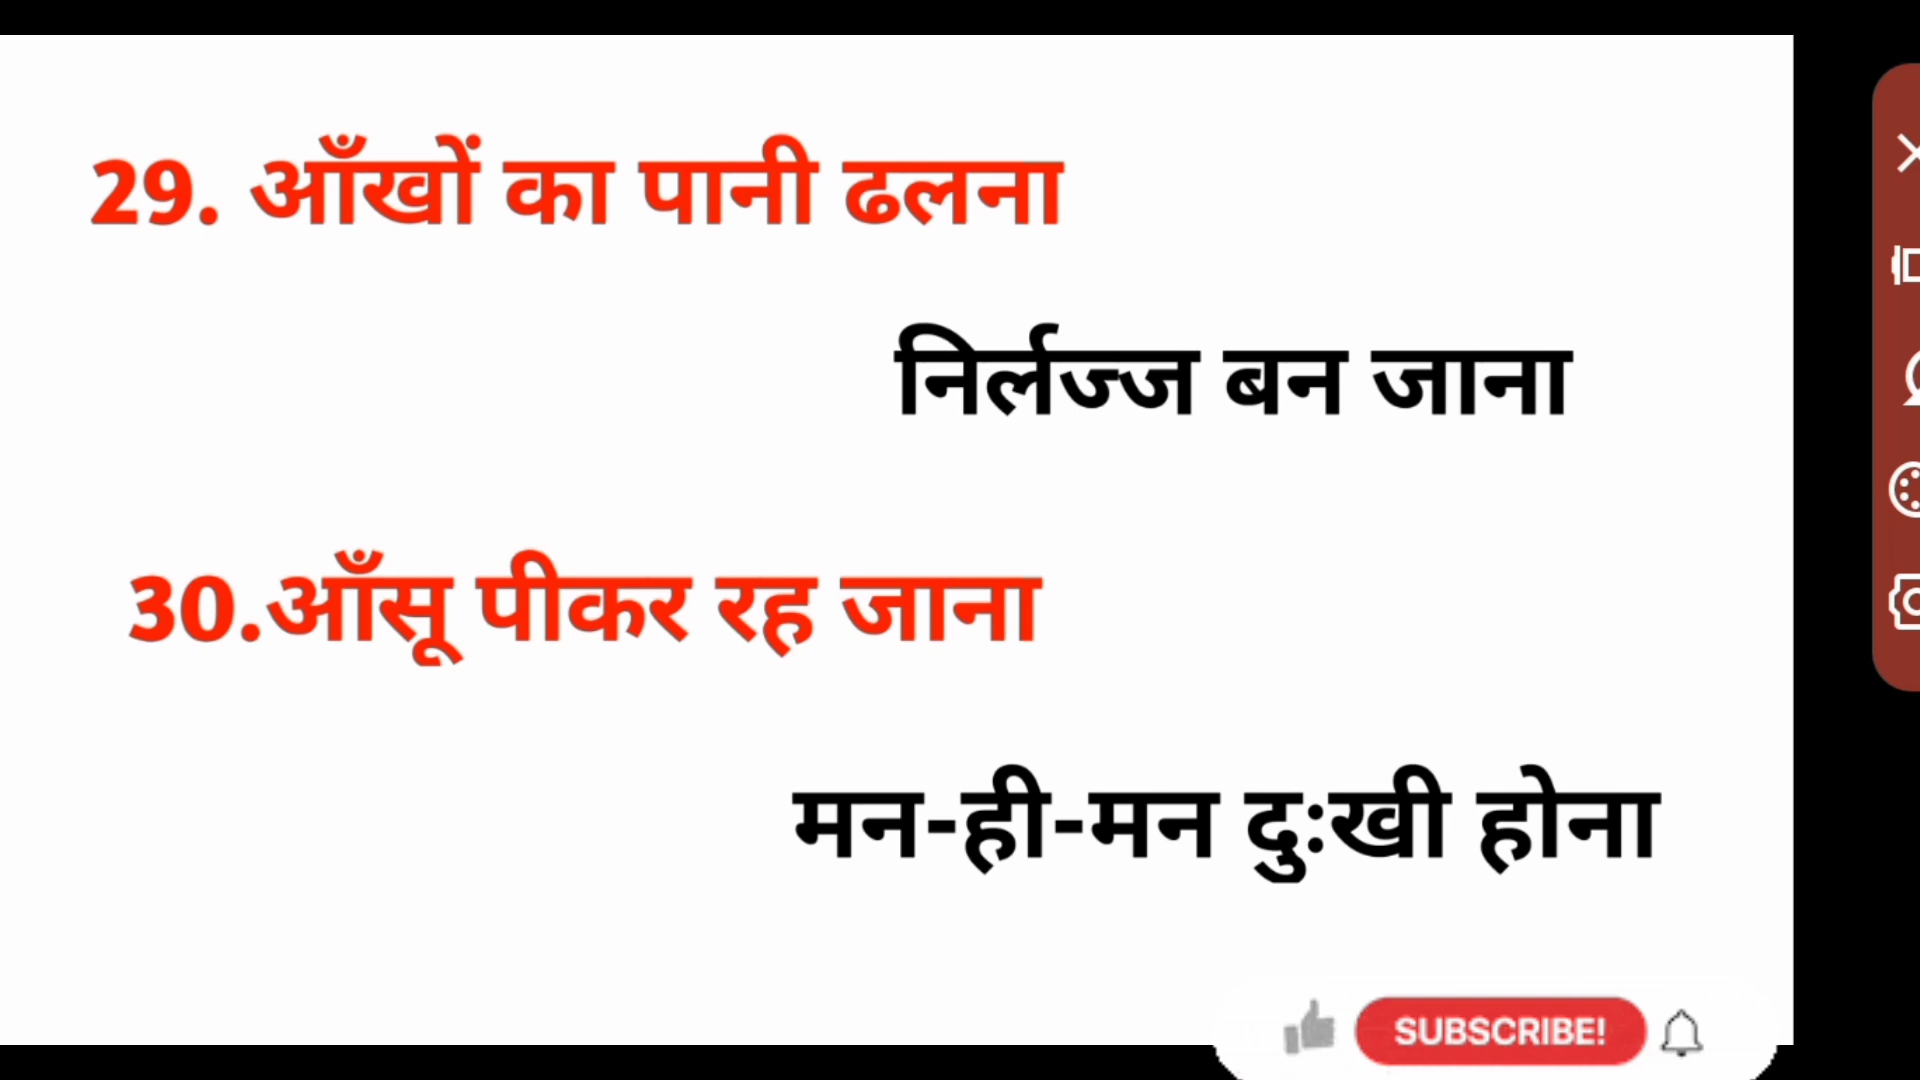 29. आँखों का पानी ढलना
निर्लज्ज बन जाना
30.आँसू पीकर रह जाना
मन-ही-मन दुःखी होना
SUBSCRIBE!